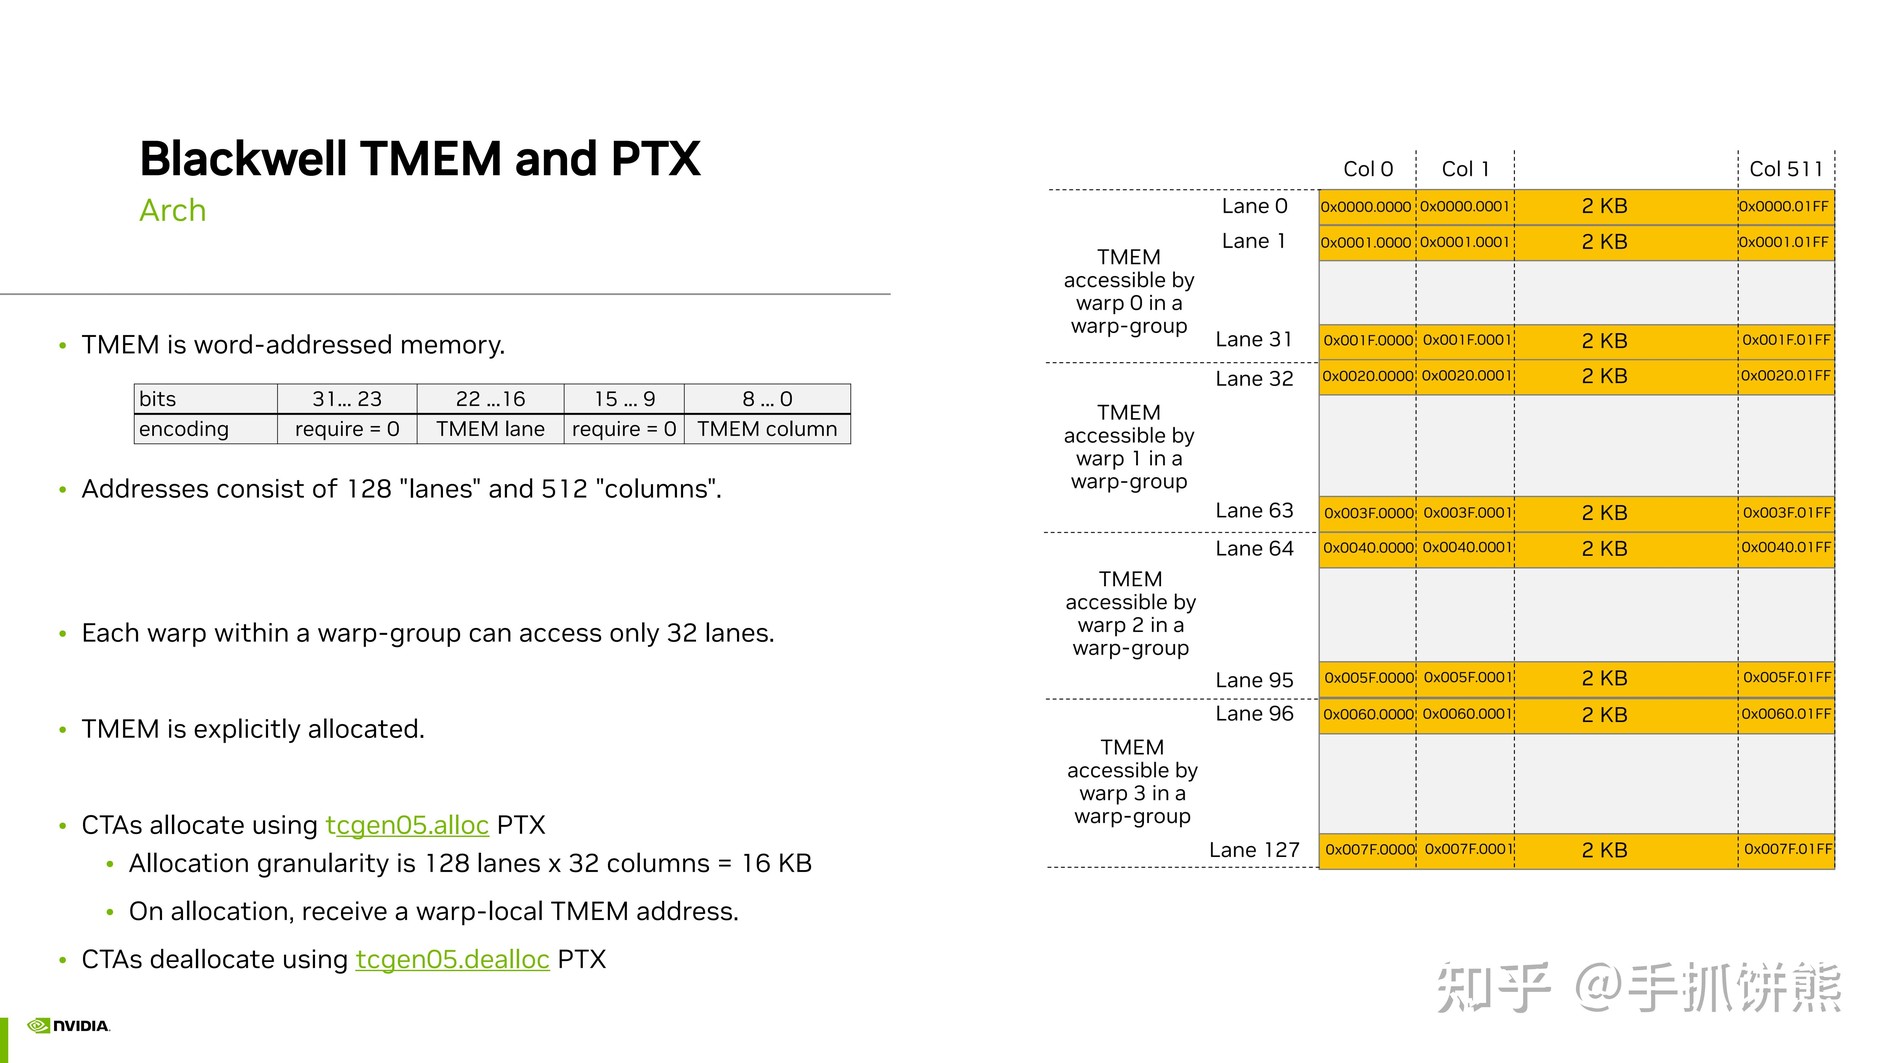 Blackwell TMEM and PTX
Arch
• TMEM is word-addressed memory.
bits 31... 23 22 ...16 15 ... 9 8 ... 0
encoding require = 0 TMEM lane require = 0 TMEM column
• Addresses consist of 128 "lanes" and 512 "columns".
• Each warp within a warp-group can access only 32 lanes.
• TMEM is explicitly allocated.
• CTAs allocate using tcgen05.alloc PTX
• Allocation granularity is 128 lanes x 32 columns = 16 KB
• On allocation, receive a warp-local TMEM address.
• CTAs deallocate using tcgen05.dealloc PTX
NVIDIA.
Col 0 Col 1 Col 511
Lane 0 0x0000.0000 0x0000.0001 2 KB 0x0000.01FF
Lane 1 0x0001.0000 0x0001.0001 2 KB 0x0001.01FF
TMEM
accessible by
warp 0 in a
warp-group
Lane 31 0x001F.0000 0x001F.0001 2 KB 0x001F.01FF
Lane 32 0x0020.0000 0x0020.0001 2 KB 0x0020.01FF
TMEM
accessible by
warp 1 in a
warp-group
Lane 63 0x003F.0000 0x003F.0001 2 KB 0x003F.01FF
Lane 64 0x0040.0000 0x0040.0001 2 KB 0x0040.01FF
TMEM
accessible by
warp 2 in a
warp-group
Lane 95 0x005F.0000 0x005F.0001 2 KB 0x005F.01FF
Lane 96 0x0060.0000 0x0060.0001 2 KB 0x0060.01FF
TMEM
accessible by
warp 3 in a
warp-group
Lane 127 0x007F.0000 0x007F.0001 2 KB 0x007F.01FF
知乎 @手抓饼熊